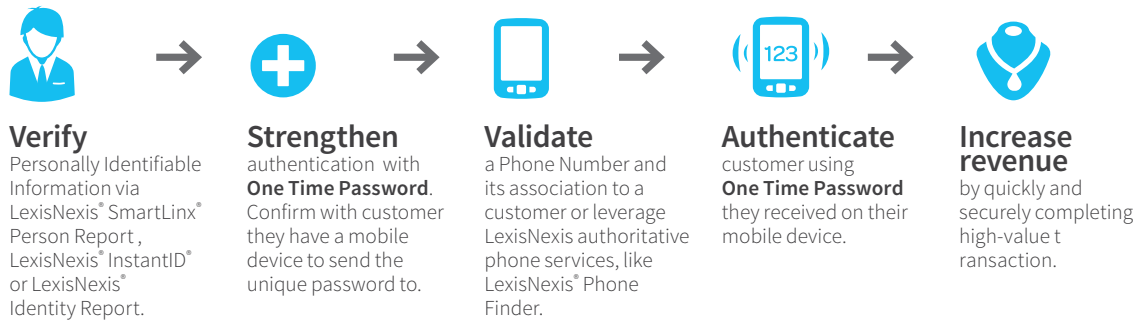 123
Verify
Personally Identifiable
Information via
LexisNexis® SmartLinx®
Person Report ,
LexisNexis® InstantID®
or LexisNexis®
Identity Report.
Strengthen
authentication with
One Time Password.
Confirm with customer
they have a mobile
device to send the
unique password to.
Validate
a Phone Number and
its association to a
customer or leverage
LexisNexis authoritative
phone services, like
LexisNexis® Phone
Finder.
Authenticate
customer using
One Time Password
they received on their
mobile device.
Increase
revenue
by quickly and
securely completing
high-value t
ransaction.